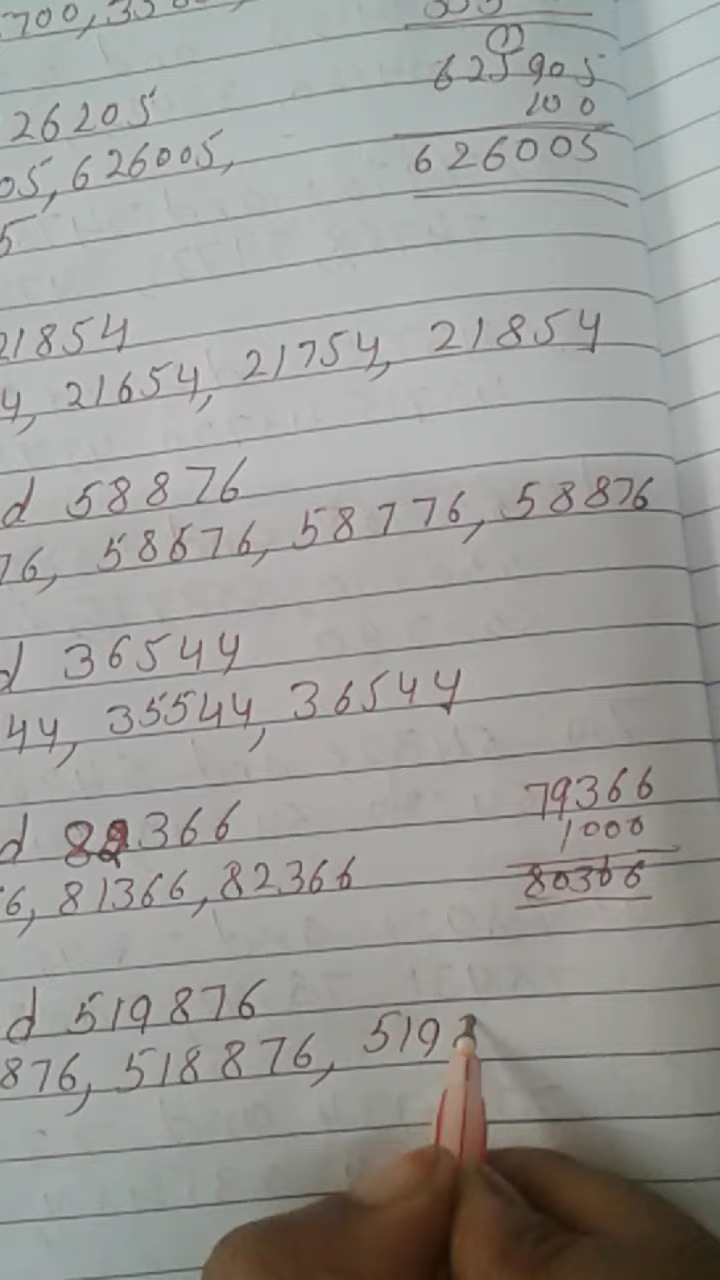 700, 3
625905
26205
100
05, 626005,
626005
5
21854
4, 21654, 21754, 21854
d 58876
76, 58676, 58776, 58876
d 36544
44, 35544, 36544
79366
1000
d 82366
6, 81366, 82366
80366
d 519876
876, 518876, 519